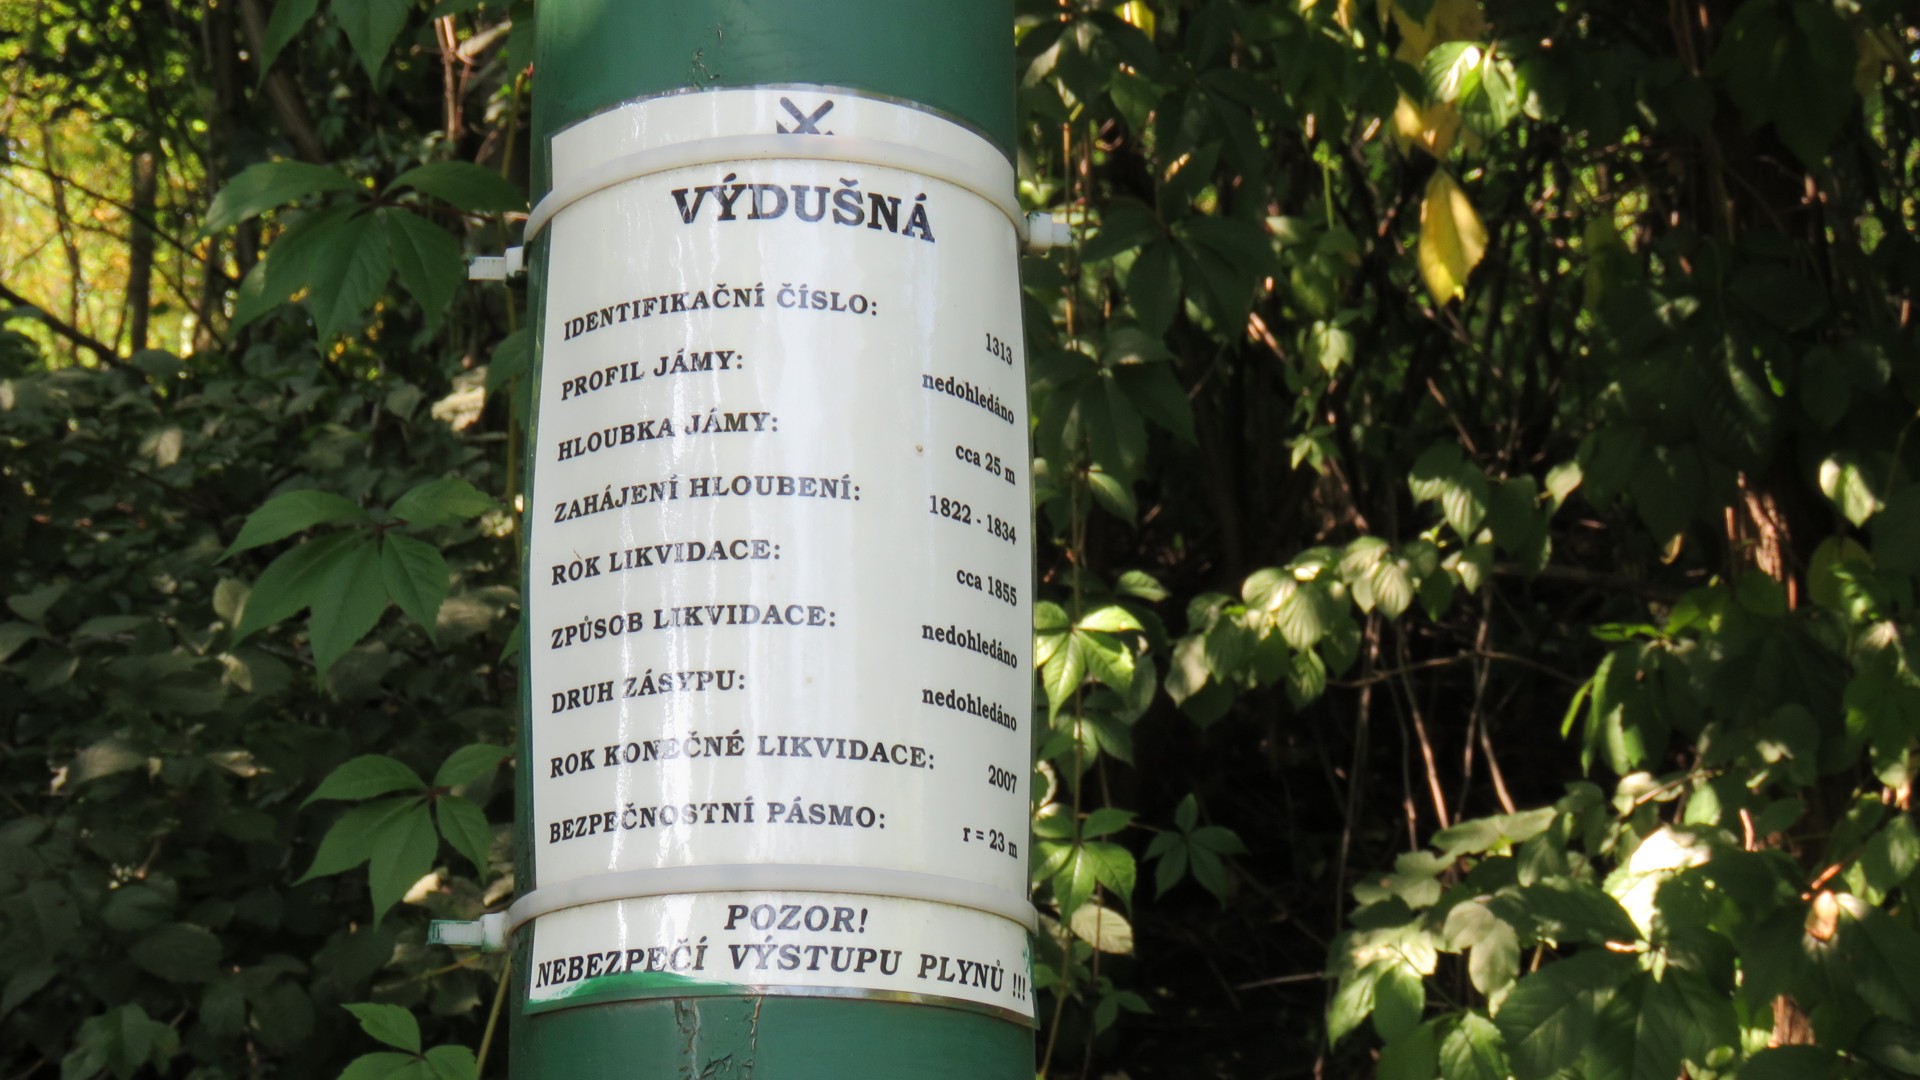 VÝDUŠNÁ
IDENTIFIKAČNÍ ČÍSLO: 1313
PROFIL JÁMY: nedohledáno
HLOUBKA JÁMY: cca 25 m
ZAHÁJENÍ HLOUBENÍ: 1822 - 1834
ROK LIKVIDACE: cca 1855
ZPŮSOB LIKVIDACE: nedohledáno
DRUH ZÁSYPU: nedohledáno
ROK KONEČNÉ LIKVIDACE: 2007
BEZPEČNOSTNÍ PÁSMO: r = 23 m
POZOR!
NEBEZPEČÍ VÝSTUPU PLYNŮ !!!